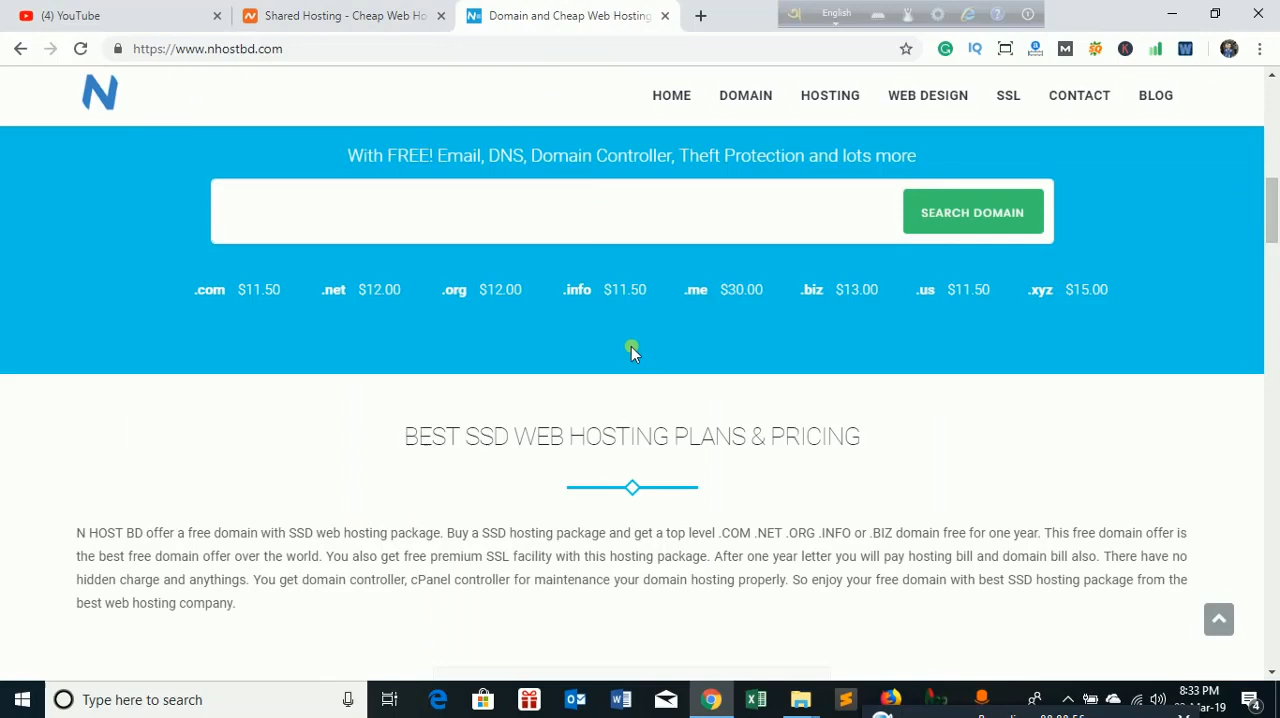 (4) YouTube
Shared Hosting - Cheap Web Ho
Domain and Cheap Web Hosting
English
https://www.nhostbd.com
N
HOME
DOMAIN
HOSTING
WEB DESIGN
SSL
CONTACT
BLOG
With FREE! Email, DNS, Domain Controller, Theft Protection and lots more
SEARCH DOMAIN
.com $11.50 .net $12.00 .org $12.00 .info $11.50 .me $30.00 .biz $13.00 .us $11.50 .xyz $15.00
BEST SSD WEB HOSTING PLANS & PRICING
N HOST BD offer a free domain with SSD web hosting package. Buy a SSD hosting package and get a top level .COM .NET .ORG .INFO or .BIZ domain free for one year. This free domain offer is
the best free domain offer over the world. You also get free premium SSL facility with this hosting package. After one year letter you will pay hosting bill and domain bill also. There have no
hidden charge and anythings. You get domain controller, cPanel controller for maintenance your domain hosting properly. So enjoy your free domain with best SSD hosting package from the
best web hosting company.
Type here to search
8:33 PM